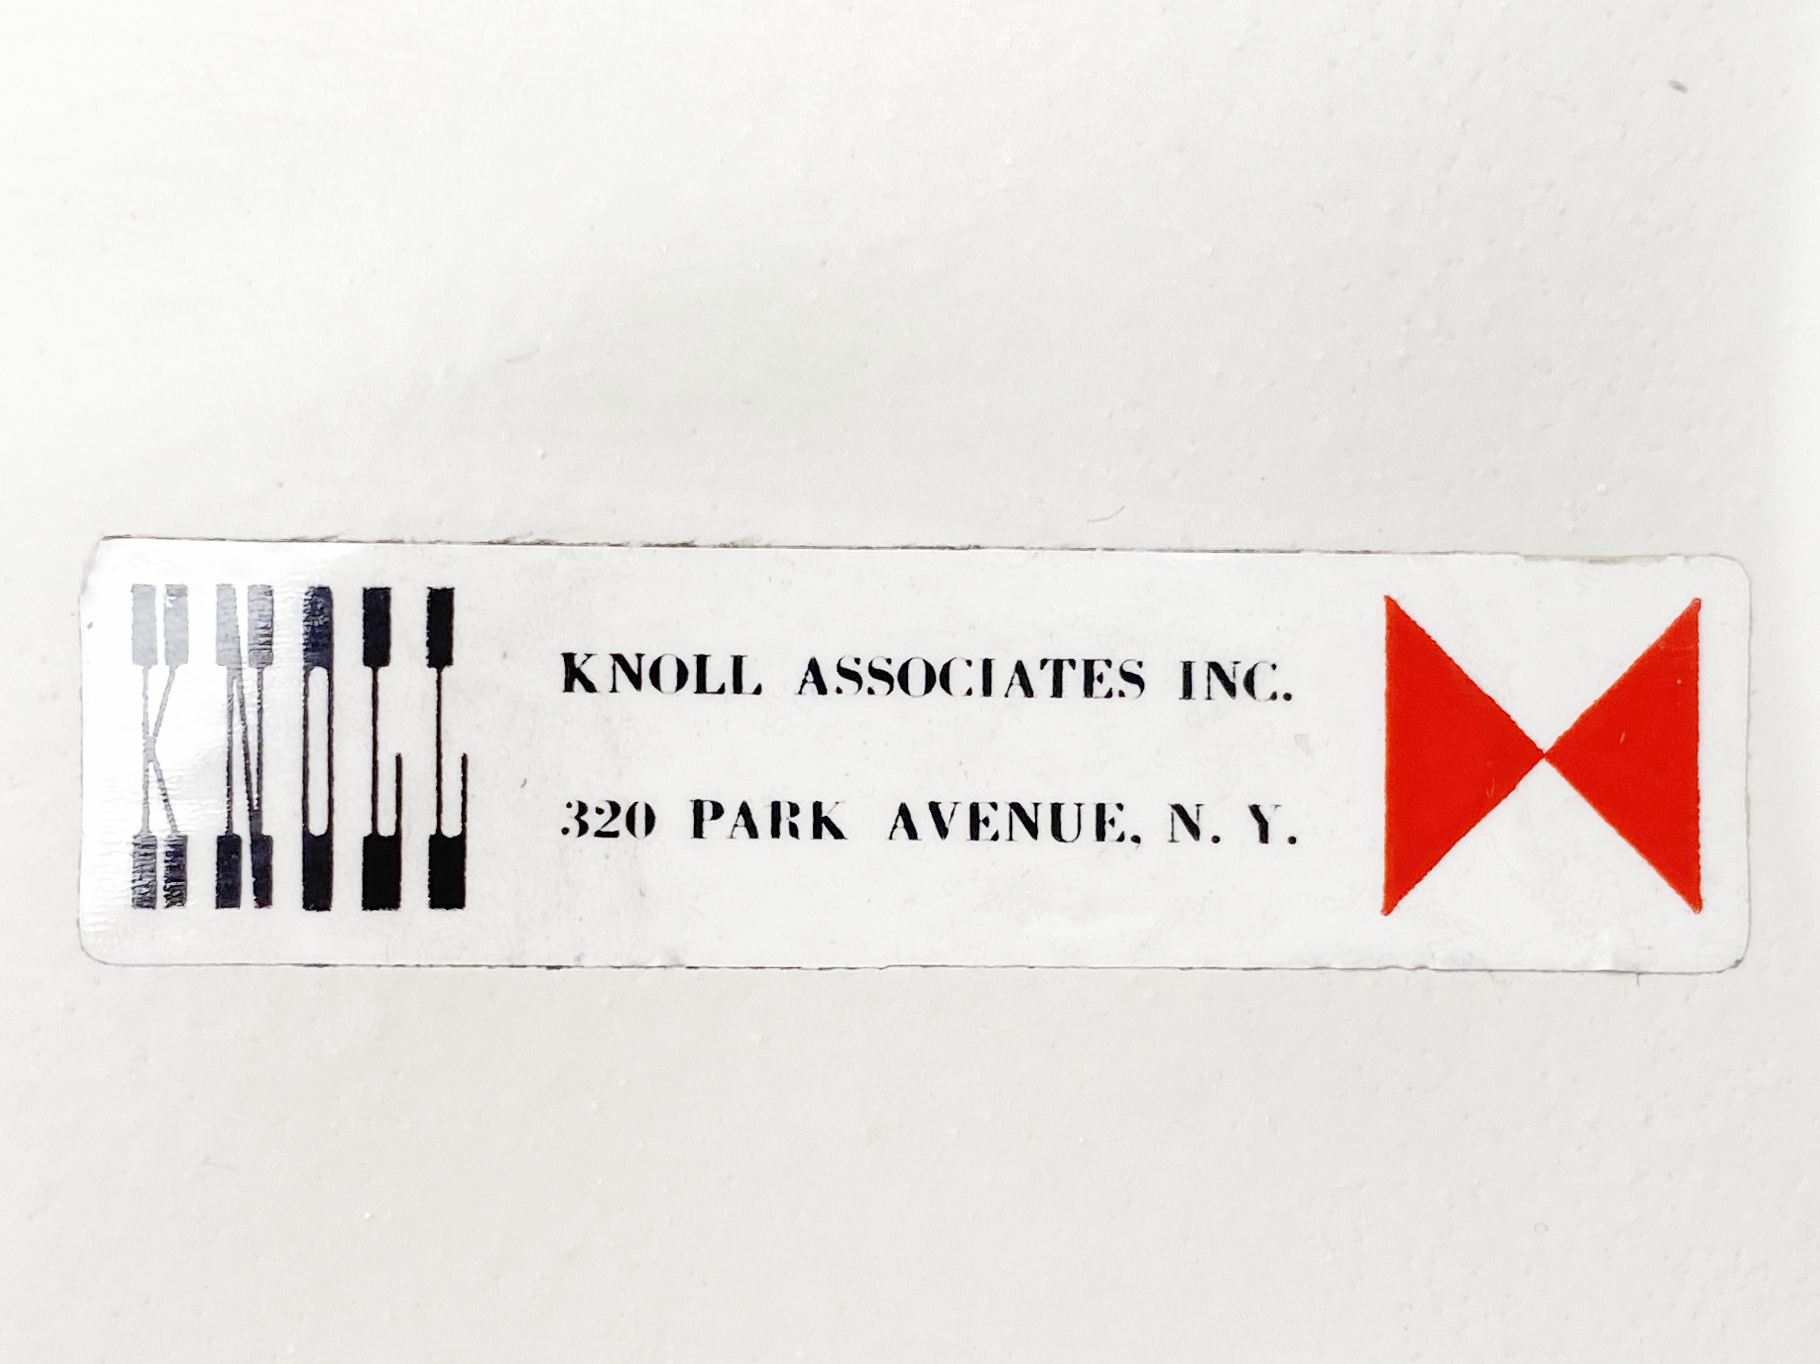 KNOLL
KNOLL ASSOCIATES INC.
320 PARK AVENUE, N. Y.